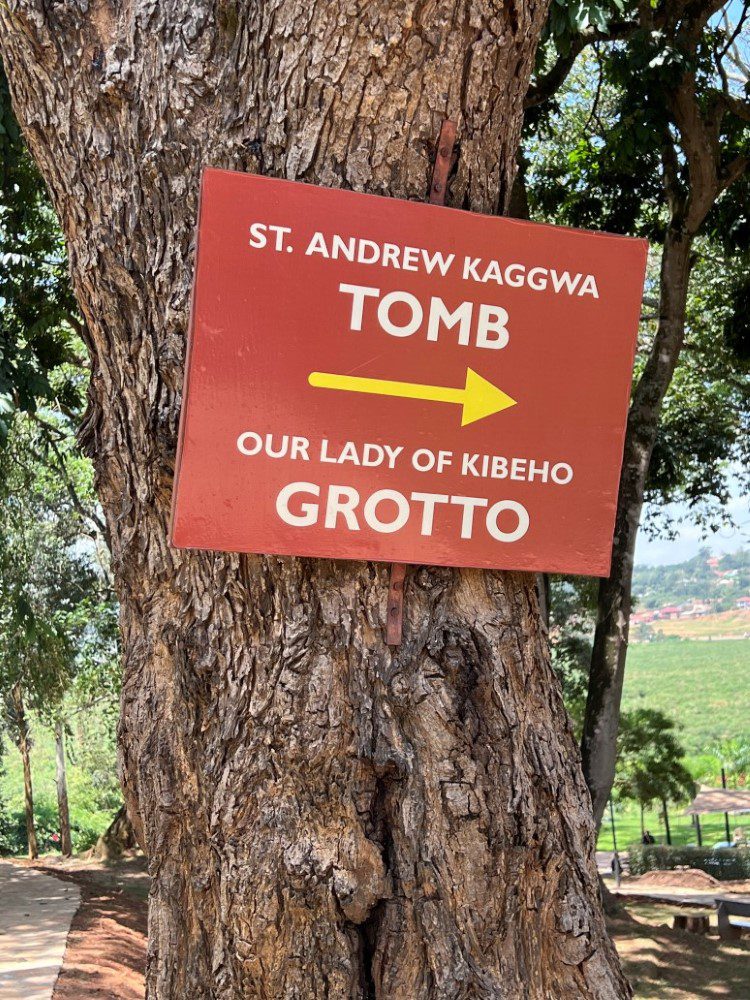 ST. ANDREW KAGGWA
TOMB
OUR LADY OF KIBEHO
GROTTO